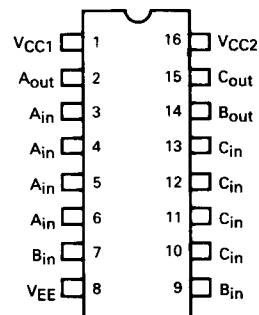 VCC1 1 16 VCC2
Aout 2 15 Cout
Ain 3 14 Bout
Ain 4 13 Cin
Ain 5 12 Cin
Ain 6 11 Cin
Bin 7 10 Cin
VEE 8 9 Bin